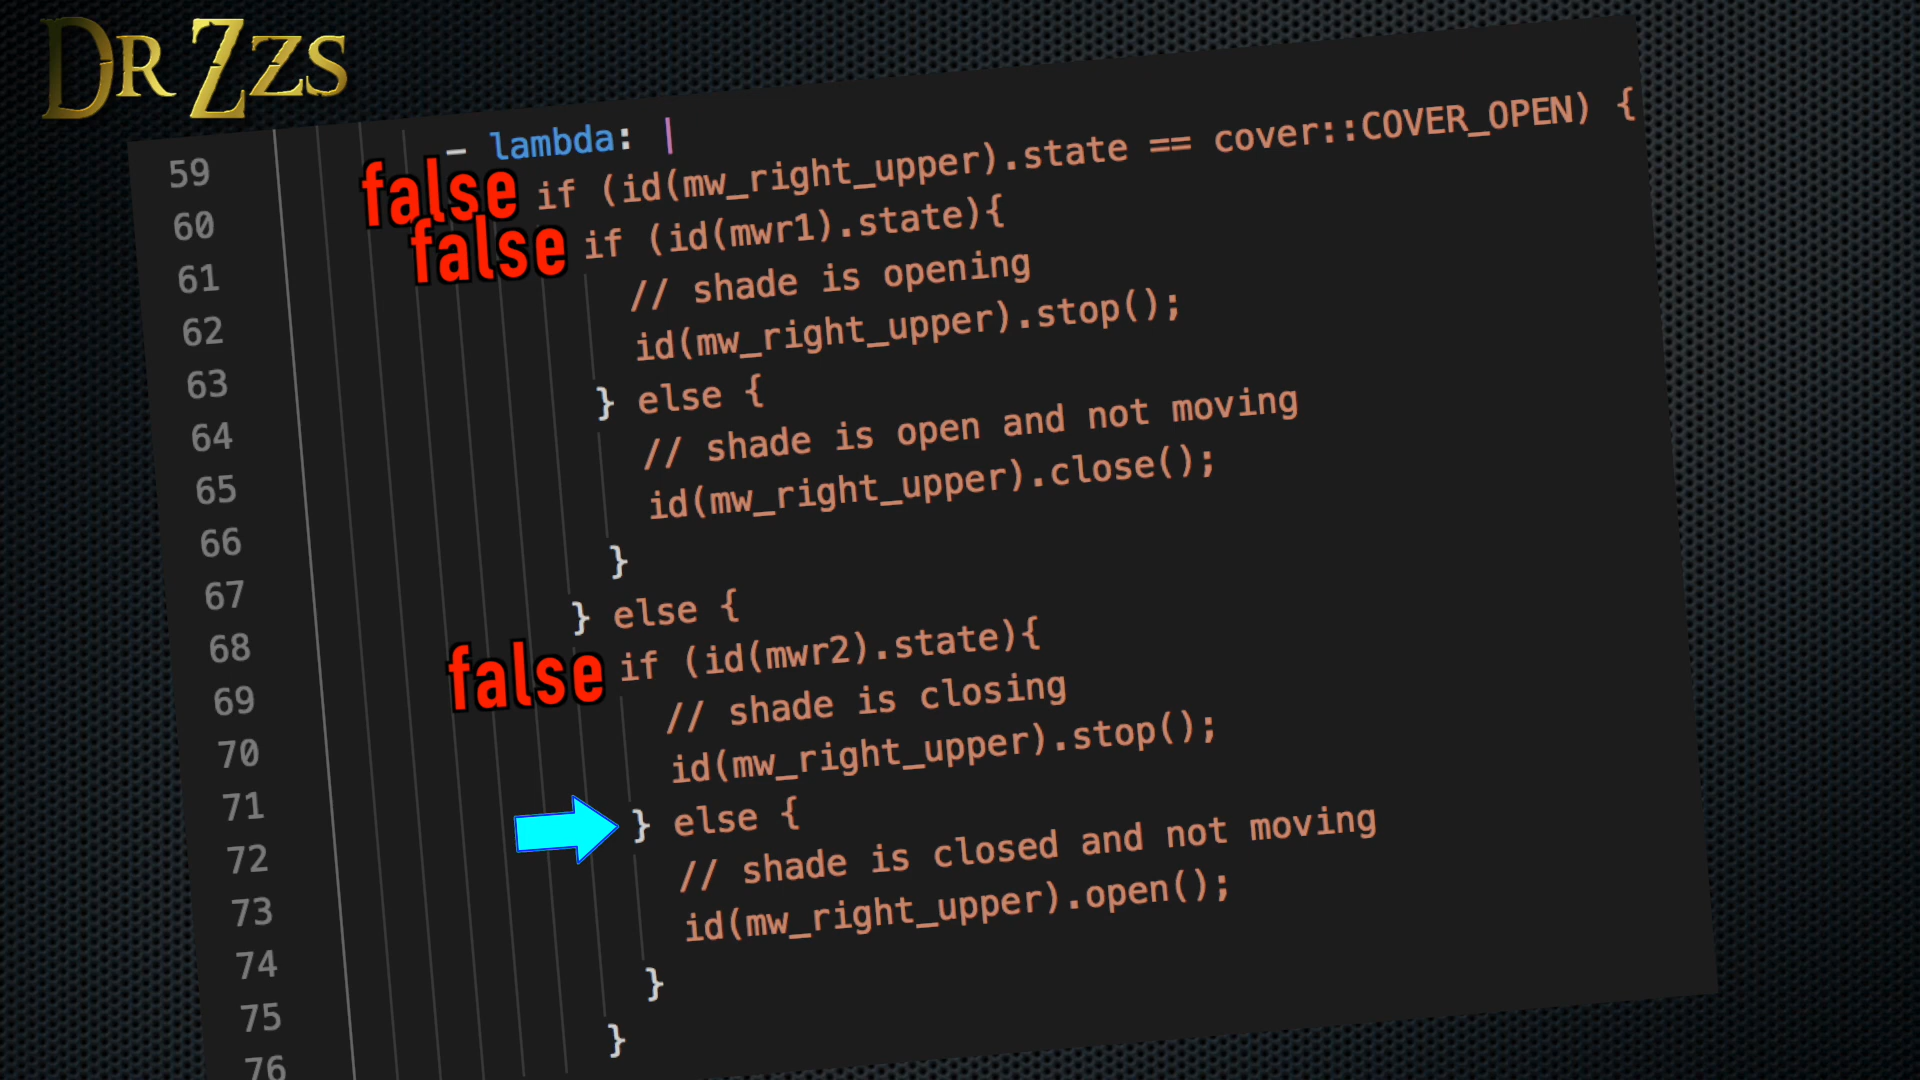 DR ZZS
59 - lambda: |
60 false if (id(mw_right_upper).state == cover::COVER_OPEN) {
61 false if (id(mwr1).state){
62 // shade is opening
63 id(mw_right_upper).stop();
64 } else {
65 // shade is open and not moving
66 id(mw_right_upper).close();
67 }
68 } else {
69 false if (id(mwr2).state){
70 // shade is closing
71 id(mw_right_upper).stop();
72 } else {
73 // shade is closed and not moving
74 id(mw_right_upper).open();
75 }
76 }